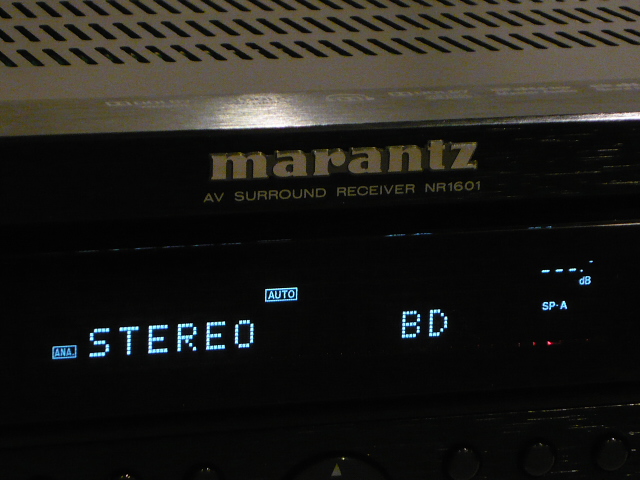 marantz
AV SURROUND RECEIVER NR1601
---.-
dB
AUTO
SP-A
ANA. STEREO BD